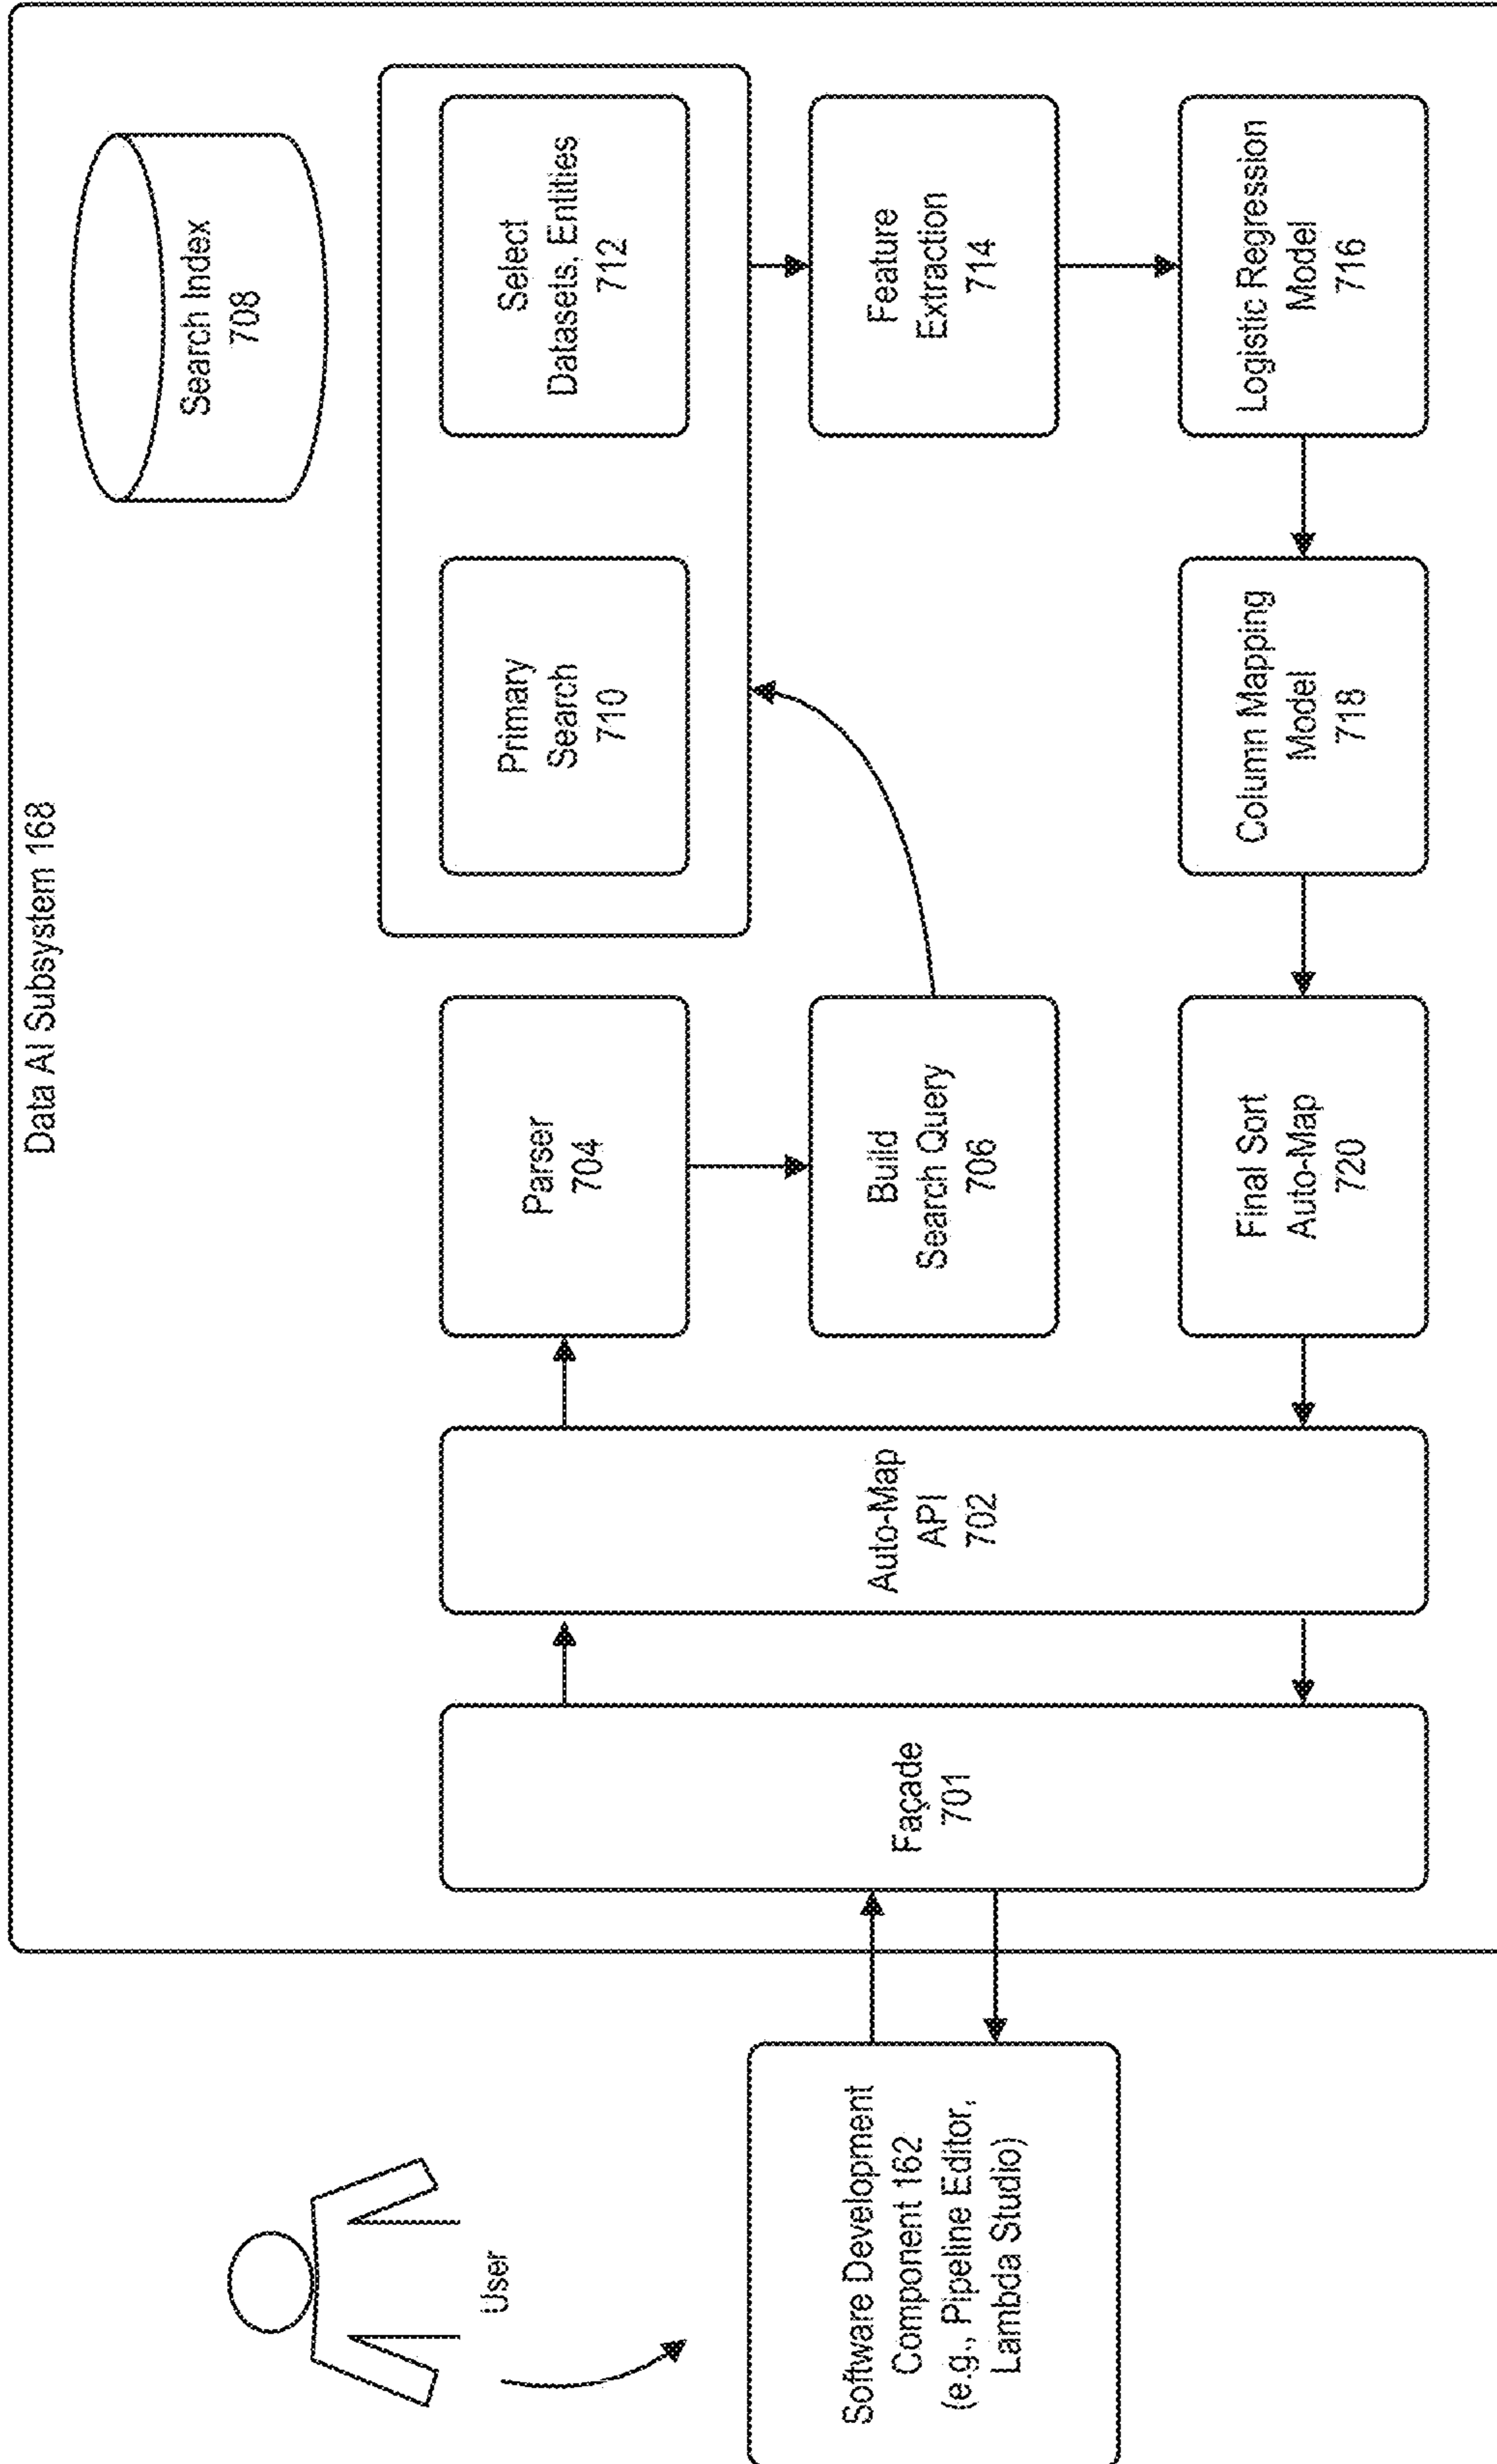 Data AI Subsystem 168
User
Software Development
Component 162
(e.g., Pipeline Editor,
Lambda Studio)
Façade
701
Auto-Map
API
702
Parser
704
Build
Search Query
706
Search Index
708
Primary
Search
710
Select
Datasets, Entities
712
Feature
Extraction
714
Logistic Regression
Model
716
Column Mapping
Model
718
Final Sort
Auto-Map
720